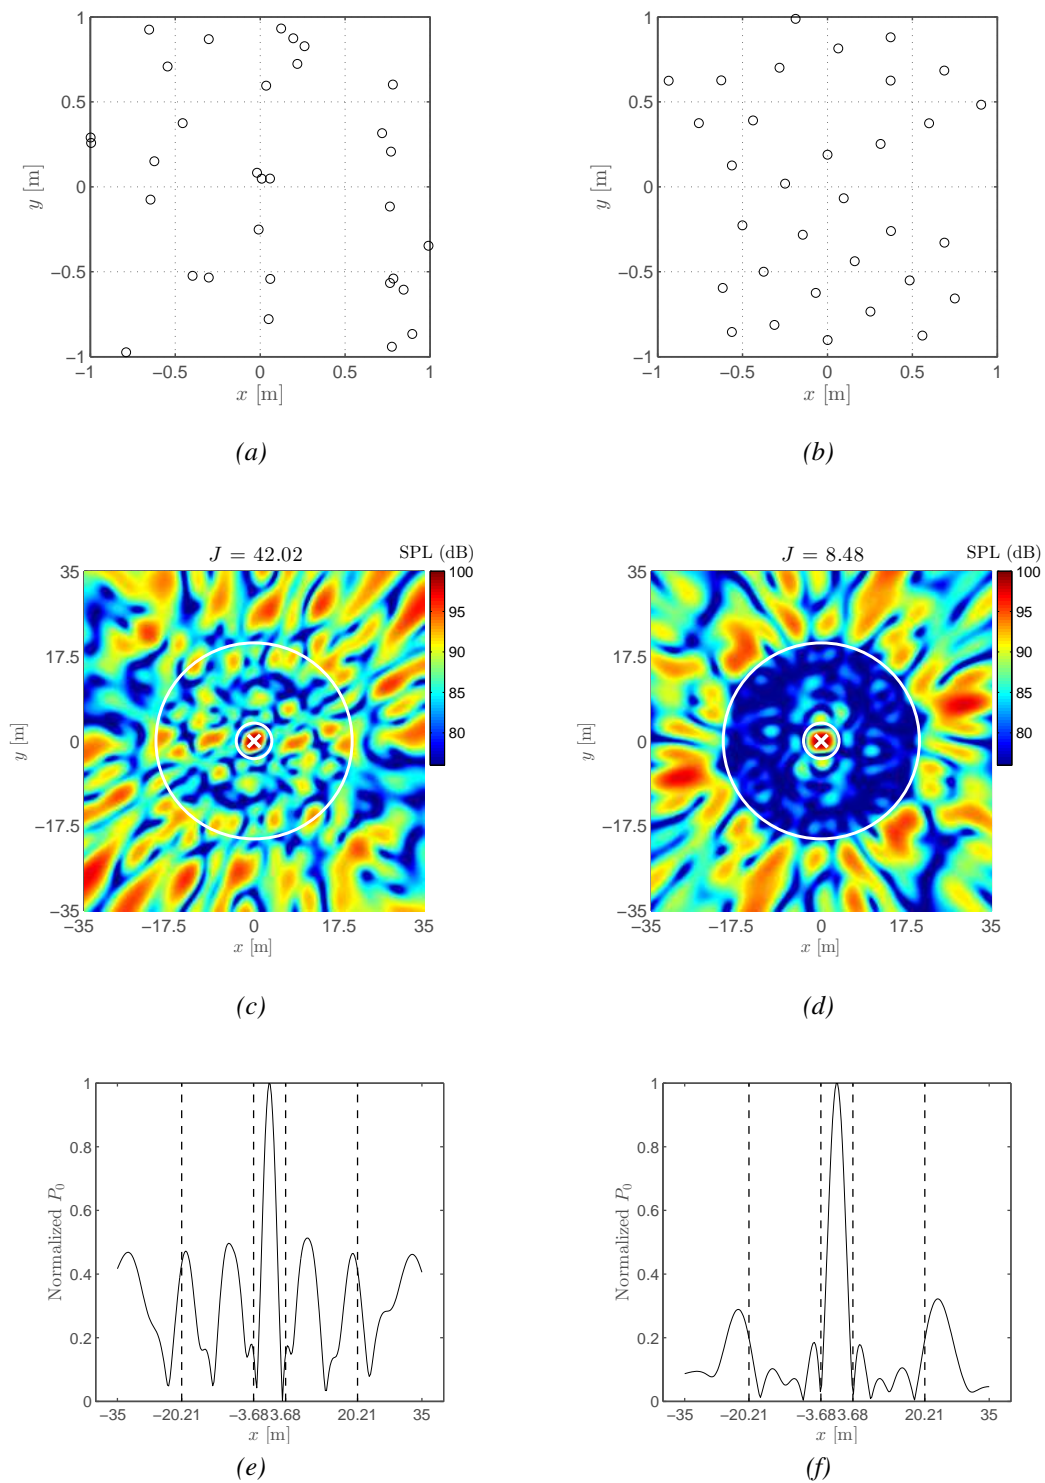 1
0.5
0
−0.5
−1
−1 −0.5 0 0.5 1
x [m]
y [m]
(a)
1
0.5
0
−0.5
−1
−1 −0.5 0 0.5 1
x [m]
y [m]
(b)
J = 42.02
SPL (dB)
35
17.5
0
−17.5
−35
−35 −17.5 0 17.5 35
x [m]
y [m]
100
95
90
85
80
(c)
J = 8.48
SPL (dB)
35
17.5
0
−17.5
−35
−35 −17.5 0 17.5 35
x [m]
y [m]
100
95
90
85
80
(d)
1
0.8
0.6
0.4
0.2
0
−35 −20.21 −3.683.68 20.21 35
x [m]
Normalized P0
(e)
1
0.8
0.6
0.4
0.2
0
−35 −20.21 −3.683.68 20.21 35
x [m]
Normalized P0
(f)